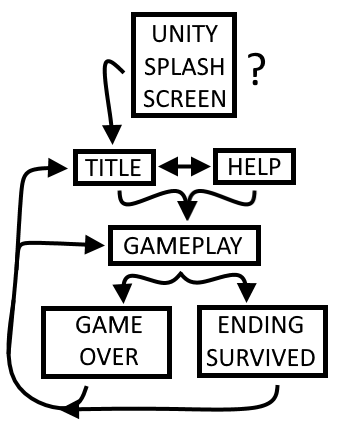 UNITY
SPLASH
SCREEN
?
TITLE
HELP
GAMEPLAY
GAME
OVER
ENDING
SURVIVED